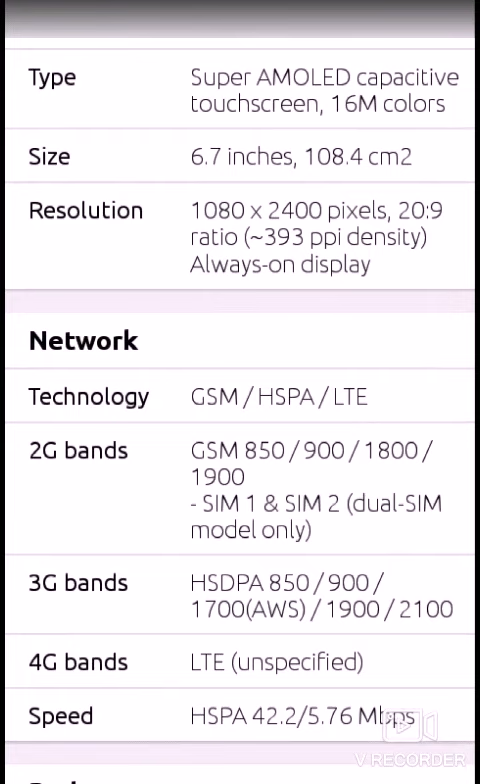 Type
Super AMOLED capacitive
touchscreen, 16M colors
Size
6.7 inches, 108.4 cm2
Resolution
1080 x 2400 pixels, 20:9
ratio (~393 ppi density)
Always-on display
Network
Technology
GSM / HSPA / LTE
2G bands
GSM 850 / 900 / 1800 /
1900
- SIM 1 & SIM 2 (dual-SIM
model only)
3G bands
HSDPA 850 / 900 /
1700(AWS) / 1900 / 2100
4G bands
LTE (unspecified)
Speed
HSPA 42.2/5.76 Mbps
V RECORDER